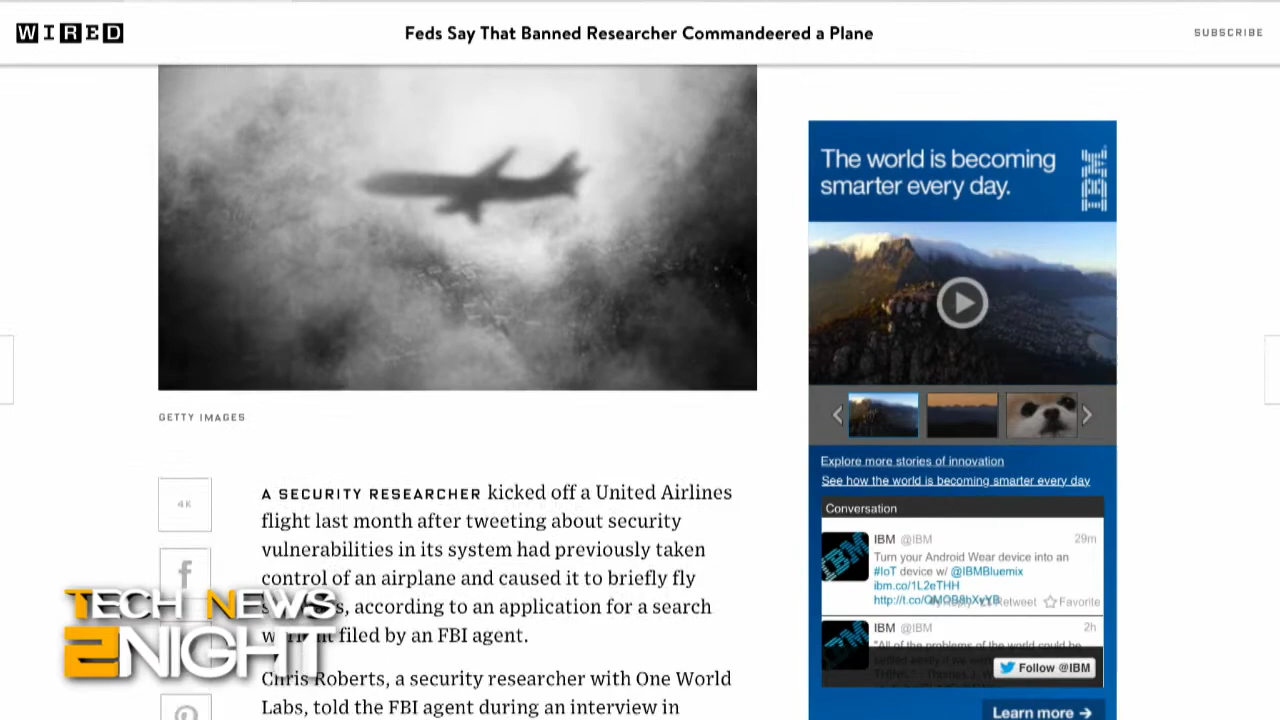 WIRED
Feds Say That Banned Researcher Commandeered a Plane
SUBSCRIBE
GETTY IMAGES
4K
A SECURITY RESEARCHER kicked off a United Airlines
flight last month after tweeting about security
vulnerabilities in its system had previously taken
control of an airplane and caused it to briefly fly
according to an application for a search
filed by an FBI agent.
Chris Roberts, a security researcher with One World
Labs, told the FBI agent during an interview in
TECH NEWS
2NIGHT
The world is becoming
smarter every day.
IBM
Explore more stories of innovation
See how the world is becoming smarter every day
Conversation
IBM @IBM 29m
Turn your Android Wear device into an
#IoT device w/ @IBMBluemix
ibm.co/1L2eTHH
Retweet Favorite
IBM @IBM 2h
"All of the problems of the world could be
Follow @IBM
Learn more →